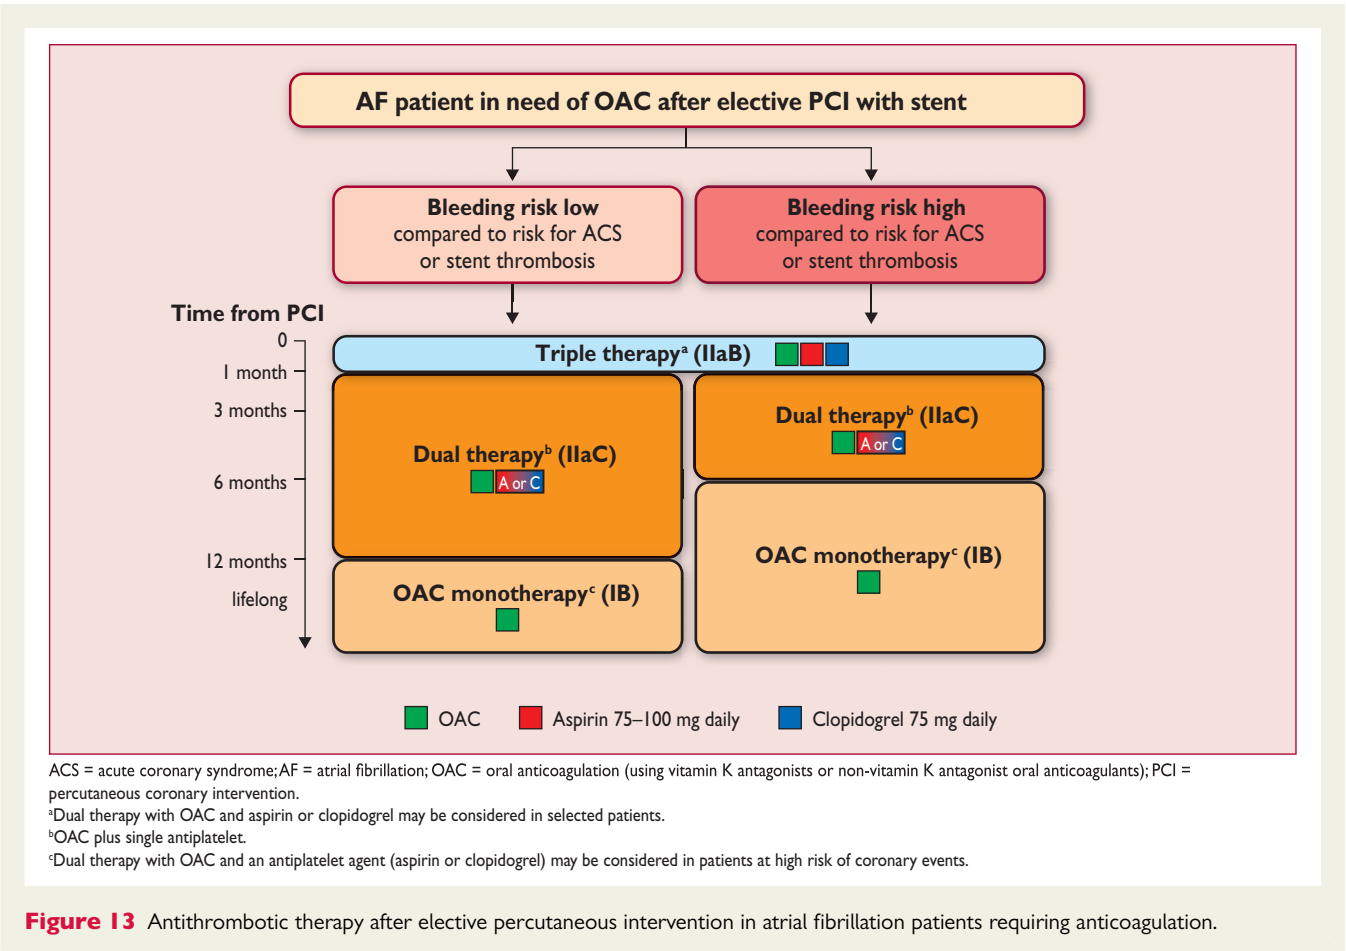 AF patient in need of OAC after elective PCI with stent
Bleeding risk low
compared to risk for ACS
or stent thrombosis
Bleeding risk high
compared to risk for ACS
or stent thrombosis
Time from PCI
0
1 month
3 months
6 months
12 months
lifelong
Triple therapyᵃ (IIaB)
Dual therapyᵇ (IIaC)
A or C
Dual therapyᵇ (IIaC)
A or C
OAC monotherapyᶜ (IB)
OAC monotherapyᶜ (IB)
OAC
Aspirin 75–100 mg daily
Clopidogrel 75 mg daily
ACS = acute coronary syndrome; AF = atrial fibrillation; OAC = oral anticoagulation (using vitamin K antagonists or non-vitamin K antagonist oral anticoagulants); PCI =
percutaneous coronary intervention.
ᵃDual therapy with OAC and aspirin or clopidogrel may be considered in selected patients.
ᵇOAC plus single antiplatelet.
ᶜDual therapy with OAC and an antiplatelet agent (aspirin or clopidogrel) may be considered in patients at high risk of coronary events.
Figure 13 Antithrombotic therapy after elective percutaneous intervention in atrial fibrillation patients requiring anticoagulation.